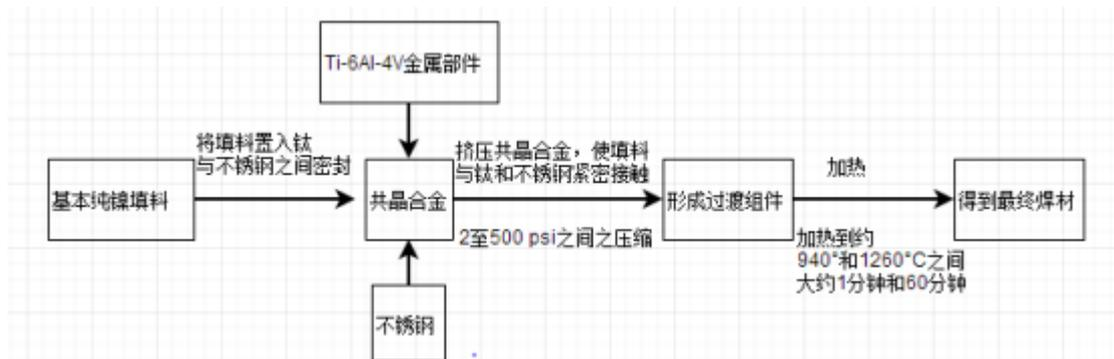 Ti-6Al-4V金属部件
将填料置入钛
与不锈钢之间密封
挤压共晶合金，使填料
与钛和不锈钢紧密接触
加热
基本纯镍填料
共晶合金
形成过渡组件
得到最终焊材
2至500 psi之间之压缩
加热到约
940°和1260°C之间
大约1分钟和60分钟
不锈钢